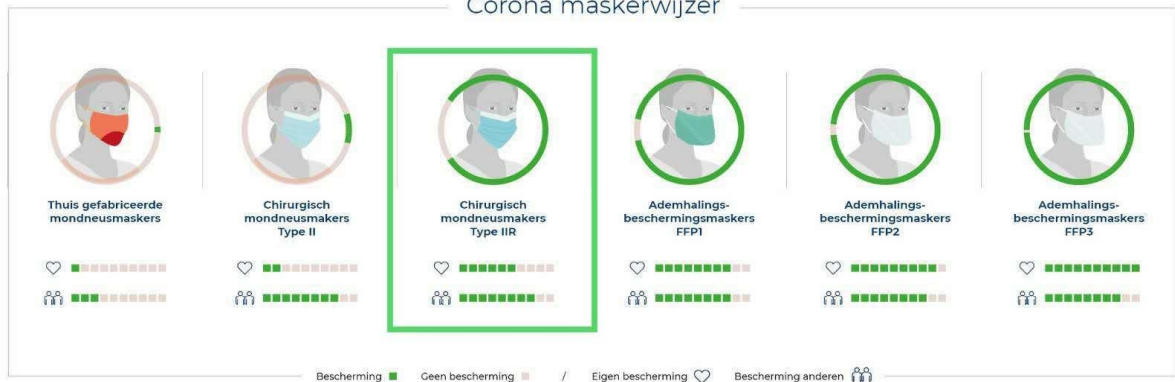 Corona maskerwijzer
Thuis gefabriceerde
mondneusmaskers
Chirurgisch
mondneusmakers
Type II
Chirurgisch
mondneusmakers
Type IIR
Ademhalings-
beschermingsmaskers
FFP1
Ademhalings-
beschermingsmaskers
FFP2
Ademhalings-
beschermingsmaskers
FFP3
Bescherming Geen bescherming / Eigen bescherming Bescherming anderen